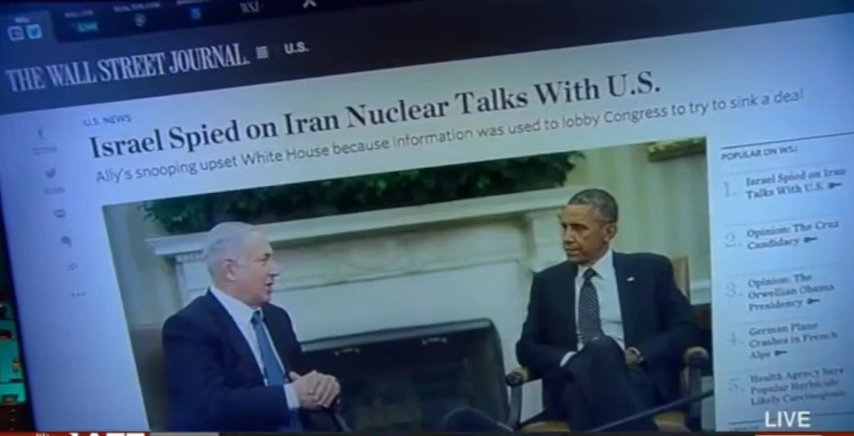 WSJ
THE WALL STREET JOURNAL.
U.S.
U.S. NEWS
Israel Spied on Iran Nuclear Talks With U.S.
Ally's snooping upset White House because information was used to lobby Congress to try to sink a deal
POPULAR ON WSJ
1. Israel Spied on Iran
Talks With U.S.
2. Opinion: The Cruz
Candidacy
3. Opinion: The
Orwellian Obama
Presidency
4. German Plane
Crashes in French
Alps
5. Health Agency Says
Popular Herbicide
Likely Carcinogenic
LIVE